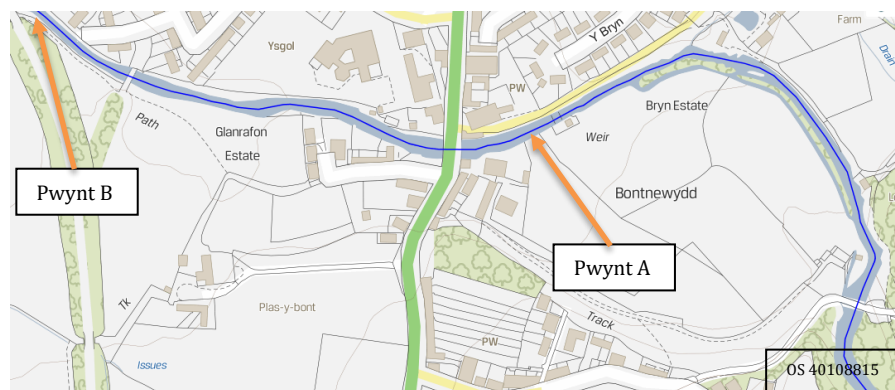 Farm
Ysgol
Y Bryn
Drain
PW
Bryn Estate
Path
Glanrafon
Estate
Weir
Pwynt B
Bontnewydd
Pwynt A
Tk
Plas-y-bont
Track
PW
Issues
OS 40108815